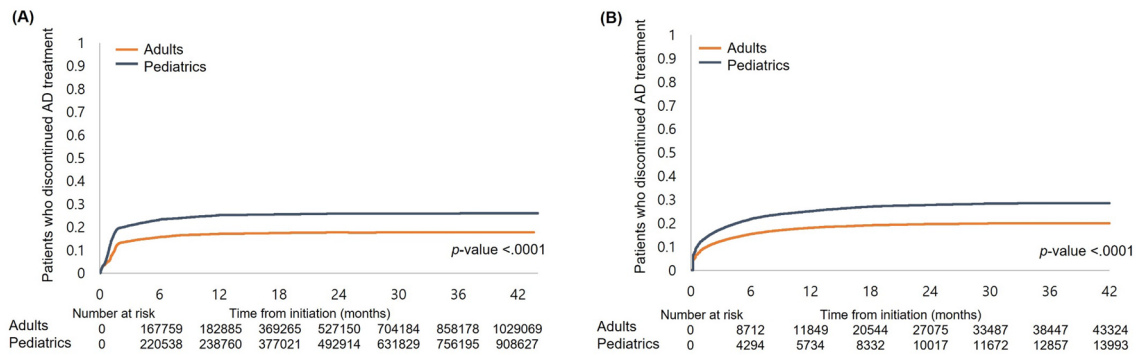 (A)
Patients who discontinued AD treatment
1
0.9
0.8
0.7
0.6
0.5
0.4
0.3
0.2
0.1
0
Adults
Pediatrics
p-value <.0001
0 6 12 18 24 30 36 42
Number at risk Time from initiation (months)
Adults 0 167759 182885 369265 527150 704184 858178 1029069
Pediatrics 0 220538 238760 377021 492914 631829 756195 908627
(B)
Patients who discontinued AD treatment
1
0.9
0.8
0.7
0.6
0.5
0.4
0.3
0.2
0.1
0
Adults
Pediatrics
p-value <.0001
0 6 12 18 24 30 36 42
Number at risk Time from initiation (months)
Adults 0 8712 11849 20544 27075 33487 38447 43324
Pediatrics 0 4294 5734 8332 10017 11672 12857 13993